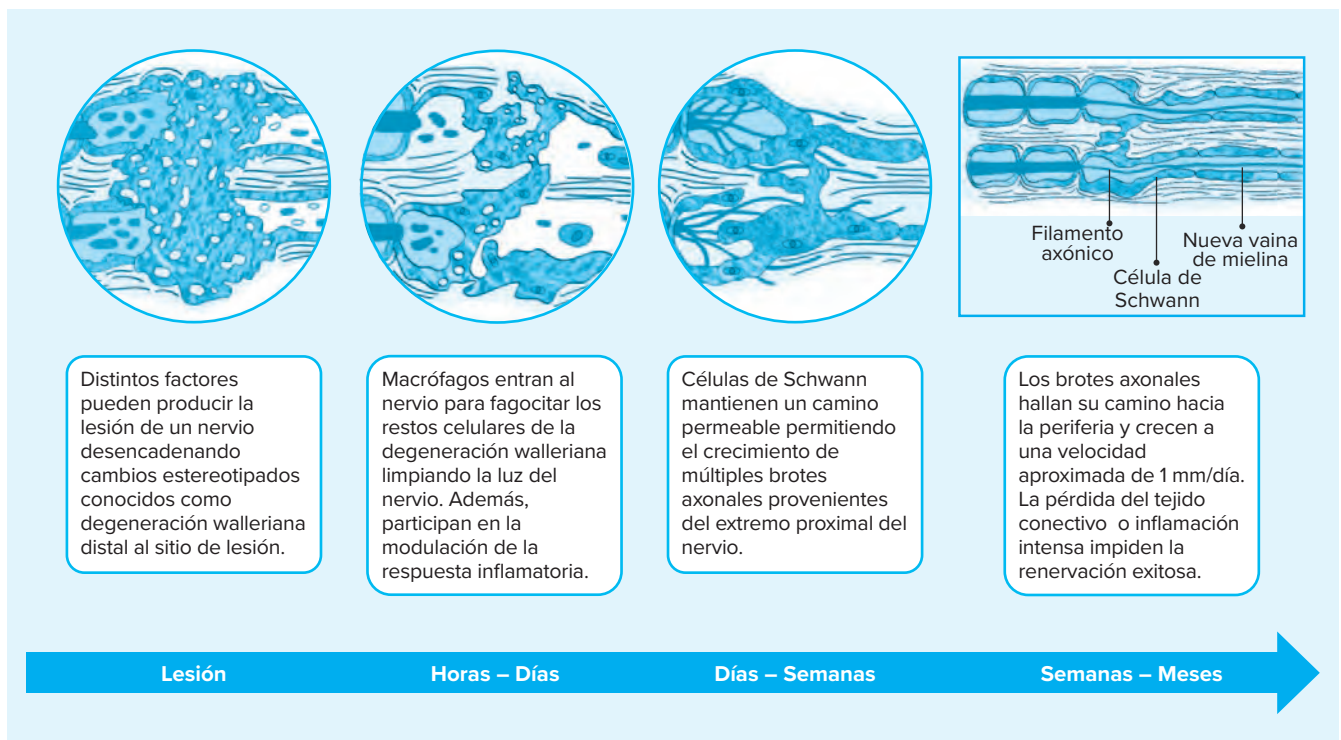 Filamento
axónico
Célula de
Schwann
Nueva vaina
de mielina
Distintos factores
pueden producir la
lesión de un nervio
desencadenando
cambios estereotipados
conocidos como
degeneración walleriana
distal al sitio de lesión.
Macrófagos entran al
nervio para fagocitar los
restos celulares de la
degeneración walleriana
limpiando la luz del
nervio. Además,
participan en la
modulación de la
respuesta inflamatoria.
Células de Schwann
mantienen un camino
permeable permitiendo
el crecimiento de
múltiples brotes
axonales provenientes
del extremo proximal del
nervio.
Los brotes axonales
hallan su camino hacia
la periferia y crecen a
una velocidad
aproximada de 1 mm/día.
La pérdida del tejido
conectivo o inflamación
intensa impiden la
renervación exitosa.
Lesión
Horas – Días
Días – Semanas
Semanas – Meses